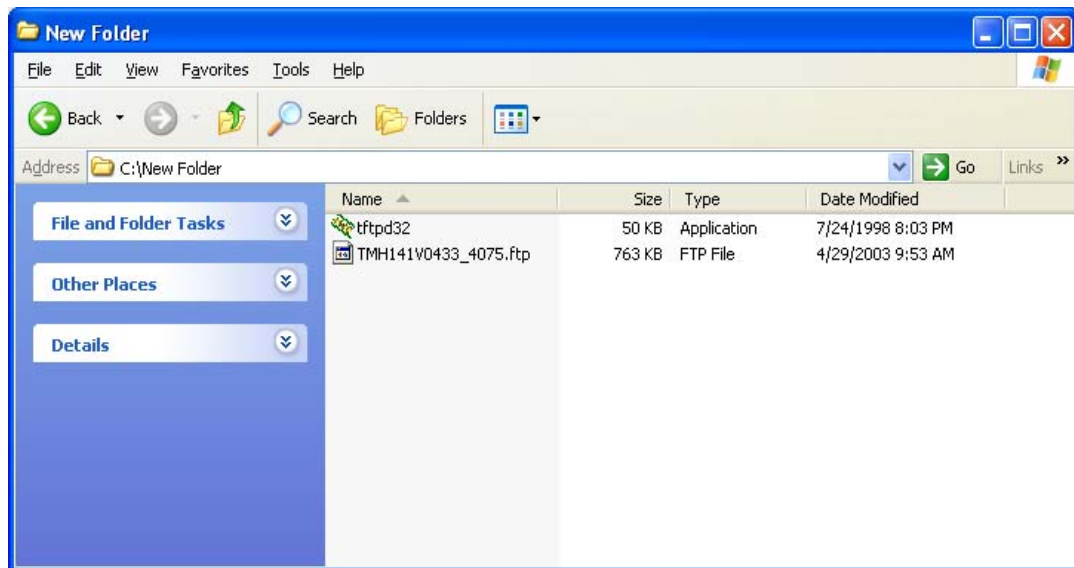 New Folder
File Edit View Favorites Tools Help
Back Search Folders
Address C:\New Folder Go Links »
Name Size Type Date Modified
File and Folder Tasks
tftpd32 50 KB Application 7/24/1998 8:03 PM
TMH141V0433_4075.ftp 763 KB FTP File 4/29/2003 9:53 AM
Other Places
Details